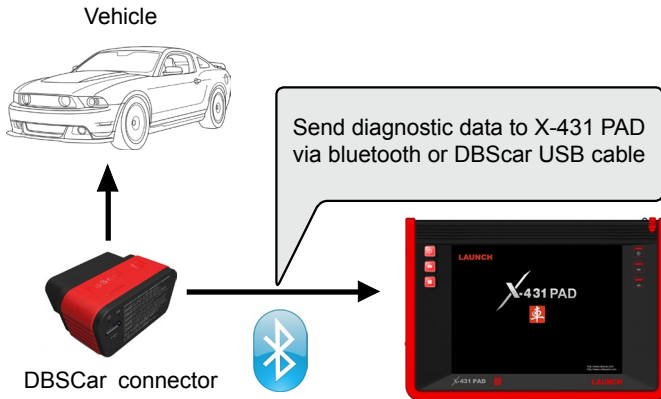 Vehicle
Send diagnostic data to X-431 PAD
via bluetooth or DBScar USB cable
LAUNCH
X-431 PAD
車
X-431 PAD
LAUNCH
DBSCar connector